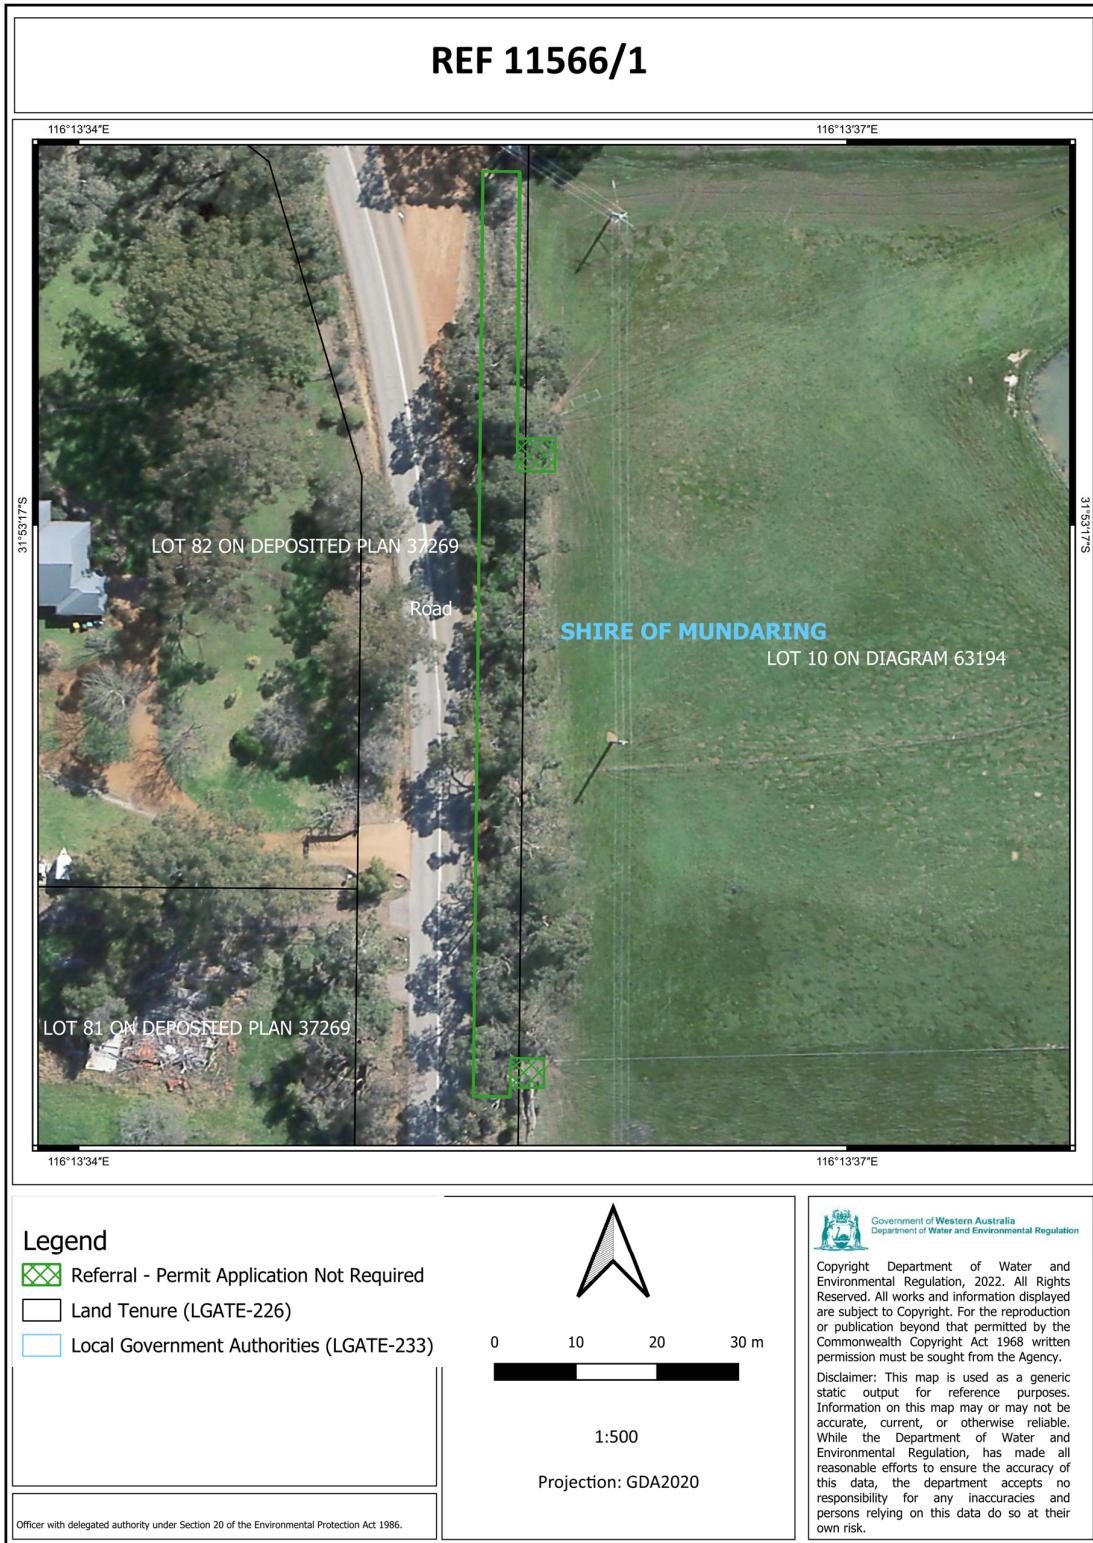 REF 11566/1
116°13'34"E
116°13'37"E
31°53'17"S
31°53'17"S
LOT 82 ON DEPOSITED PLAN 37269
Road
SHIRE OF MUNDARING
LOT 10 ON DIAGRAM 63194
LOT 81 ON DEPOSITED PLAN 37269
116°13'34"E
116°13'37"E
Legend
Referral - Permit Application Not Required
Land Tenure (LGATE-226)
Local Government Authorities (LGATE-233)
Officer with delegated authority under Section 20 of the Environmental Protection Act 1986.
0 10 20 30 m
1:500
Projection: GDA2020
Government of Western Australia
Department of Water and Environmental Regulation
Copyright Department of Water and
Environmental Regulation, 2022. All Rights
Reserved. All works and information displayed
are subject to Copyright. For the reproduction
or publication beyond that permitted by the
Commonwealth Copyright Act 1968 written
permission must be sought from the Agency.
Disclaimer: This map is used as a generic
static output for reference purposes.
Information on this map may or may not be
accurate, current, or otherwise reliable.
While the Department of Water and
Environmental Regulation, has made all
reasonable efforts to ensure the accuracy of
this data, the department accepts no
responsibility for any inaccuracies and
persons relying on this data do so at their
own risk.